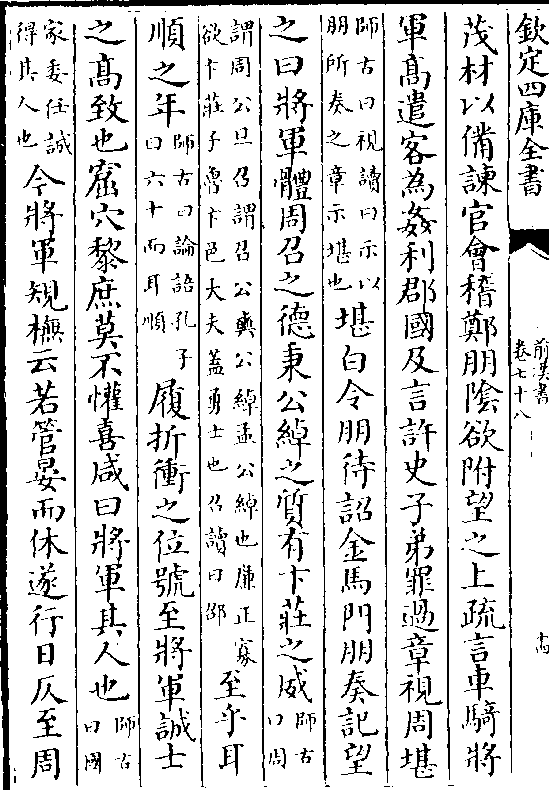 欽定四庫全書
前漢書
卷七十八
十四
茂材以備諫官會稽鄭朋陰欲附望之上疏言車騎將
軍高遣客為姦利郡國及言許史子弟罪過章視周堪
師古曰視讀曰示以
朋所奏之章示堪也
堪白令朋待詔金馬門朋奏記望
之曰將軍體周召之德秉公綽之質有卞莊之威
師古
曰周
謂周公旦召謂召公奭公綽孟公綽也廉正寡
欲卞莊子魯卞邑大夫蓋勇士也召讀曰邵
至乎耳
順之年
師古曰論語孔子
曰六十而耳順
履折衝之位號至將軍誠士
之高致也窟穴黎庶莫不懽喜咸曰將軍其人也
師古
曰國
家委任誠
得其人也
今將軍規橅云若管晏而休遂行日仄至周